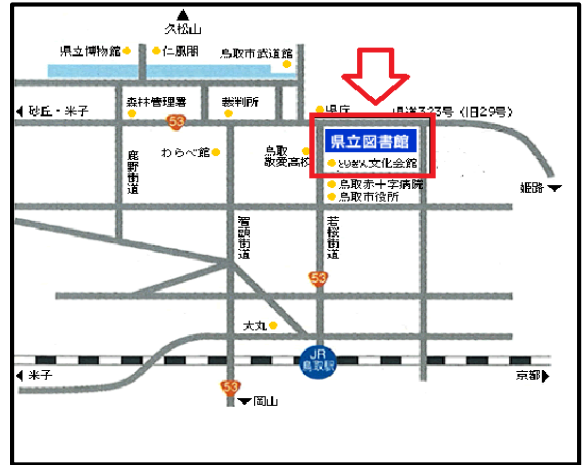 久松山
県立博物館
仁風閣
鳥取市武道館
砂丘・米子
森林管理署
裁判所
県庁
県道323号（旧29号）
53
県立図書館
わらべ館
鳥取
敬愛高校
とりぎん文化会館
鳥取赤十字病院
鳥取市役所
姫路
鹿野街道
智頭街道
若桜街道
53
大丸
JR
鳥取駅
米子
京都
53
岡山